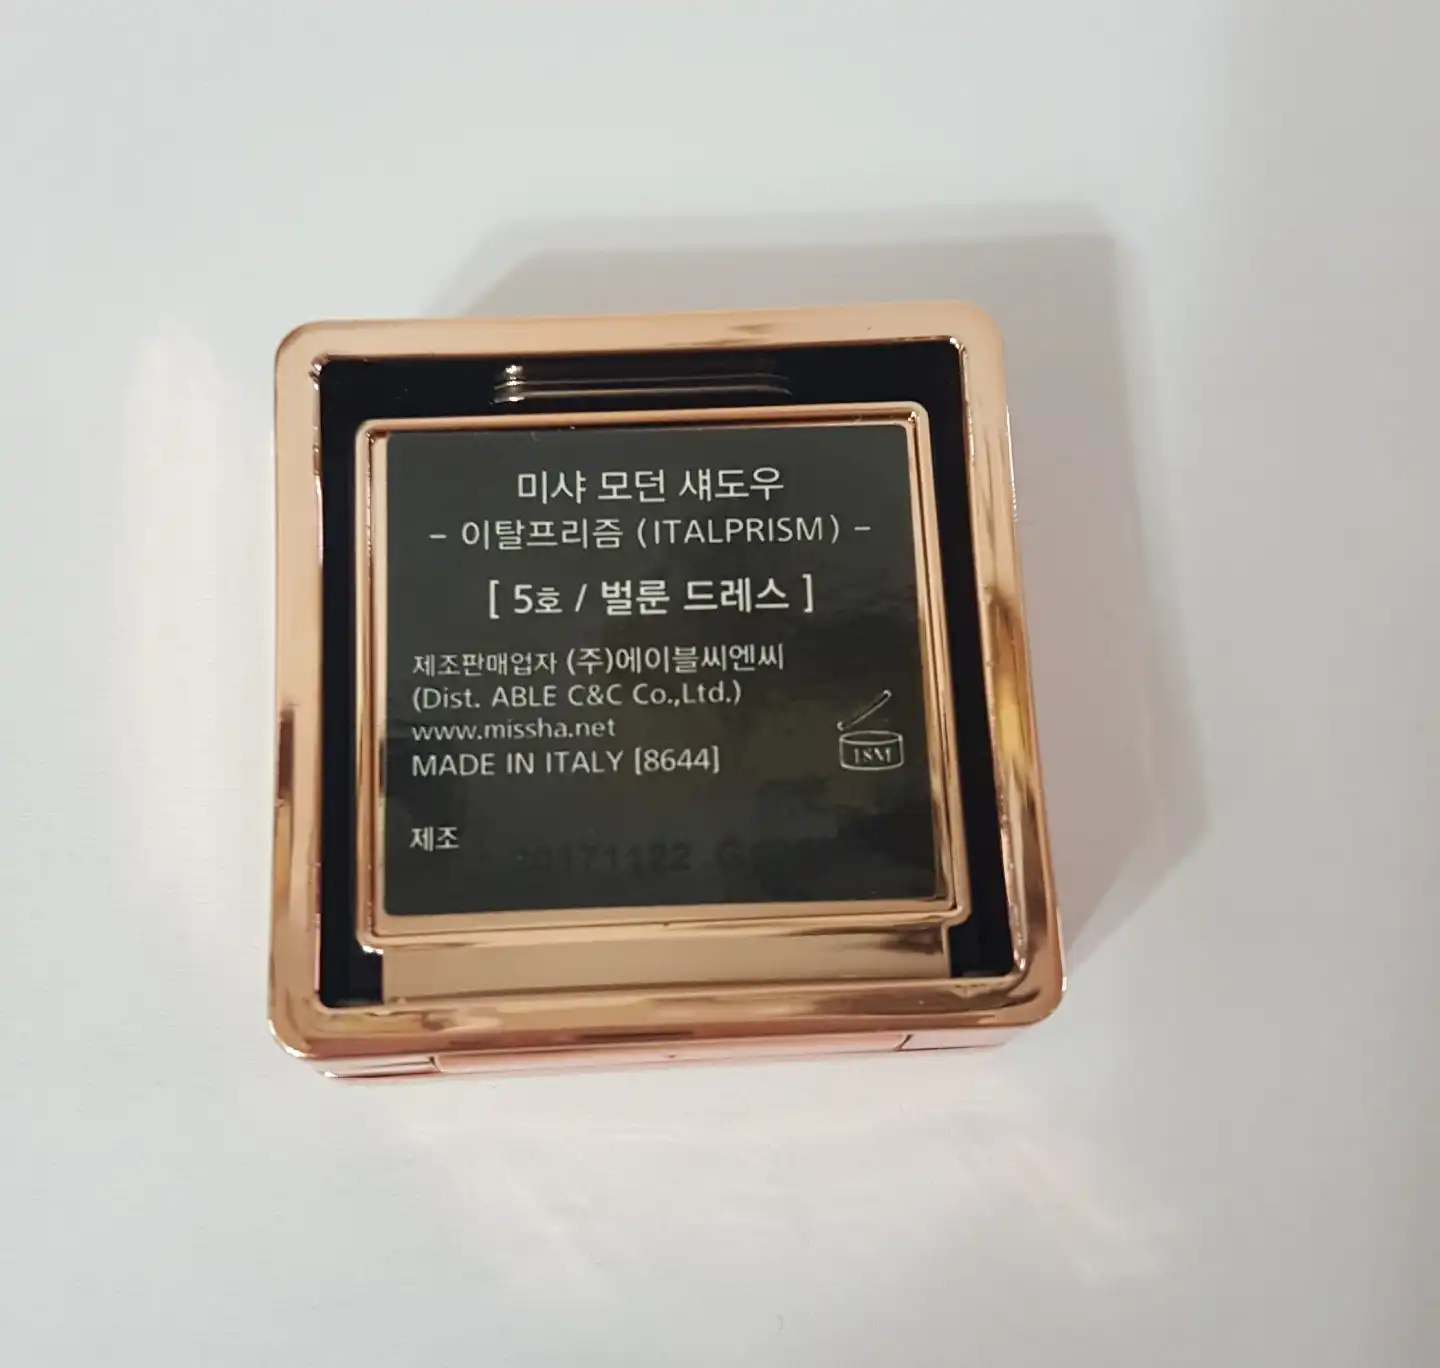 미샤 모던 섀도우
- 이탈프리즘 (ITALPRISM) -
[ 5호 / 벌룬 드레스 ]
제조판매업자 (주)에이블씨엔씨
(Dist. ABLE C&C Co.,Ltd.)
www.missha.net
MADE IN ITALY [8644]
18M
제조 20171122